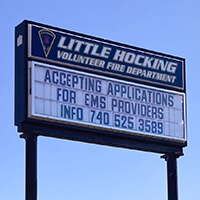 LITTLE HOCKING
VOLUNTEER FIRE DEPARTMENT
ACCEPTING APPLICATIONS
FOR EMS PROVIDERS
INFO 740 525 3589